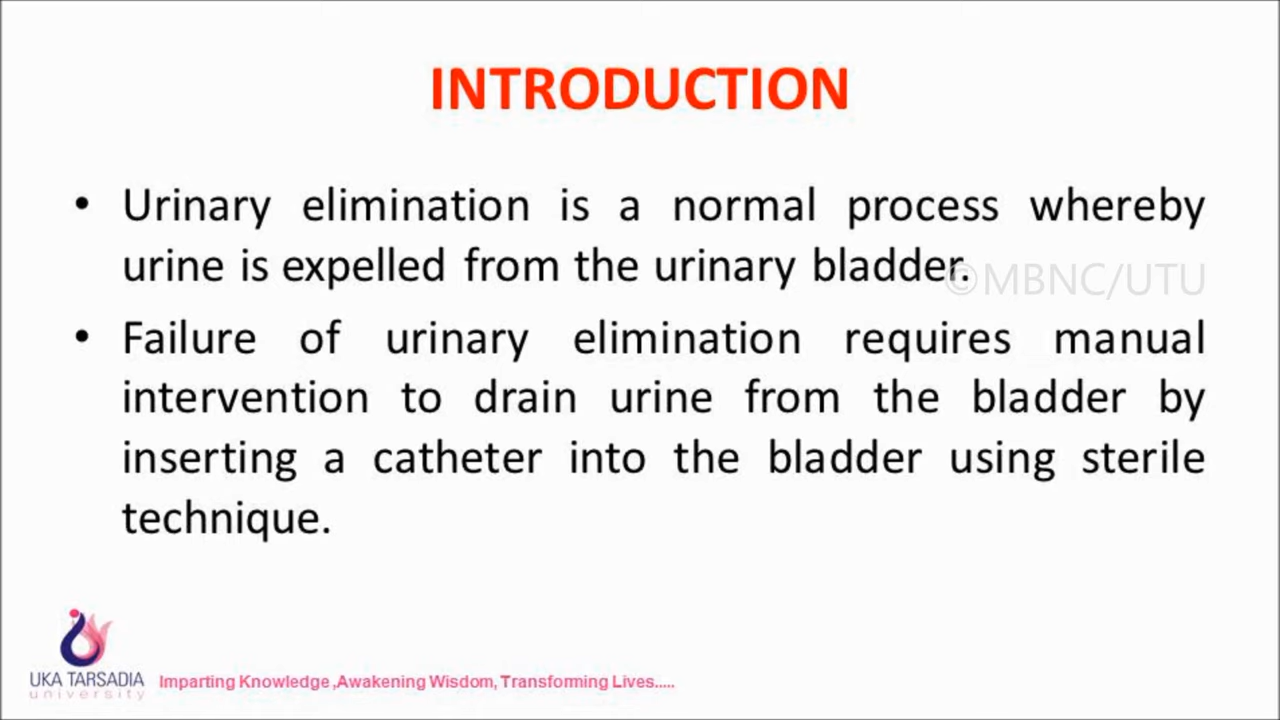 INTRODUCTION
• Urinary elimination is a normal process whereby
urine is expelled from the urinary bladder.
©MBNC/UTU
• Failure of urinary elimination requires manual
intervention to drain urine from the bladder by
inserting a catheter into the bladder using sterile
technique.
UKA TARSADIA
university
Imparting Knowledge ,Awakening Wisdom, Transforming Lives.....